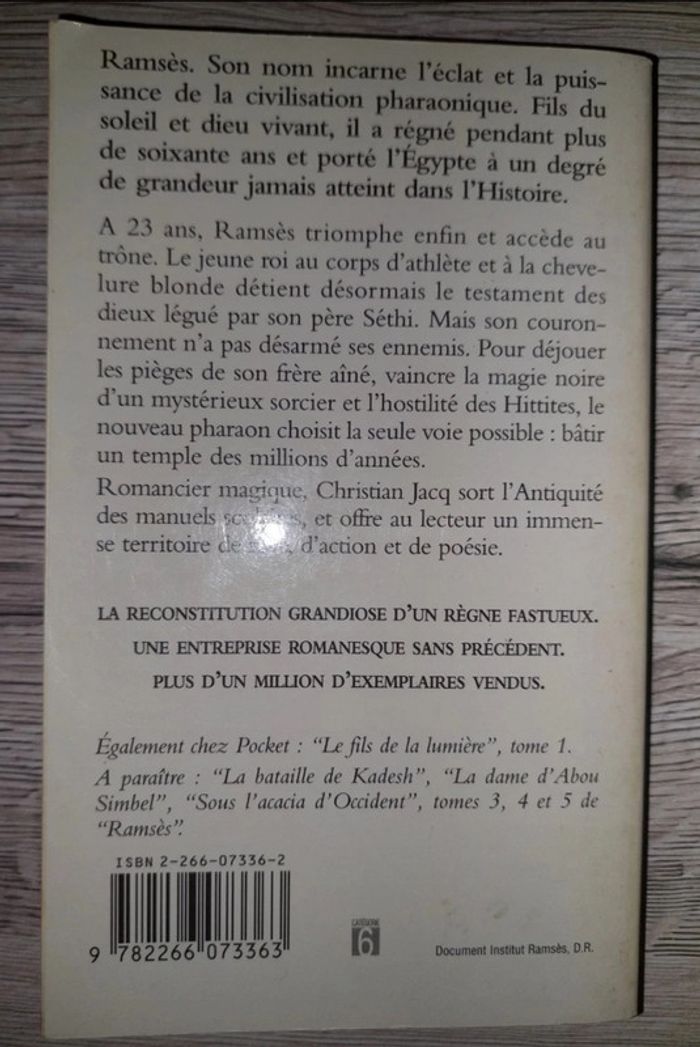 Ramsès. Son nom incarne l'éclat et la puis-
sance de la civilisation pharaonique. Fils du
soleil et dieu vivant, il a régné pendant plus
de soixante ans et porté l'Égypte à un degré
de grandeur jamais atteint dans l'Histoire.
A 23 ans, Ramsès triomphe enfin et accède au
trône. Le jeune roi au corps d'athlète et à la cheve-
lure blonde détient désormais le testament des
dieux légué par son père Séthi. Mais son couron-
nement n'a pas désarmé ses ennemis. Pour déjouer
les pièges de son frère aîné, vaincre la magie noire
d'un mystérieux sorcier et l'hostilité des Hittites, le
nouveau pharaon choisit la seule voie possible : bâtir
un temple des millions d'années.
Romancier magique, Christian Jacq sort l'Antiquité
des manuels scolaires, et offre au lecteur un immen-
se territoire de d'action et de poésie.
LA RECONSTITUTION GRANDIOSE D'UN RÈGNE FASTUEUX.
UNE ENTREPRISE ROMANESQUE SANS PRÉCÉDENT.
PLUS D'UN MILLION D'EXEMPLAIRES VENDUS.
Également chez Pocket : "Le fils de la lumière", tome 1.
A paraître : "La bataille de Kadesh", "La dame d'Abou
Simbel", "Sous l'acacia d'Occident", tomes 3, 4 et 5 de
"Ramsès".
ISBN 2-266-07336-2
9 782266 073363
CATÉGORIE
6
Document Institut Ramsès, D.R.